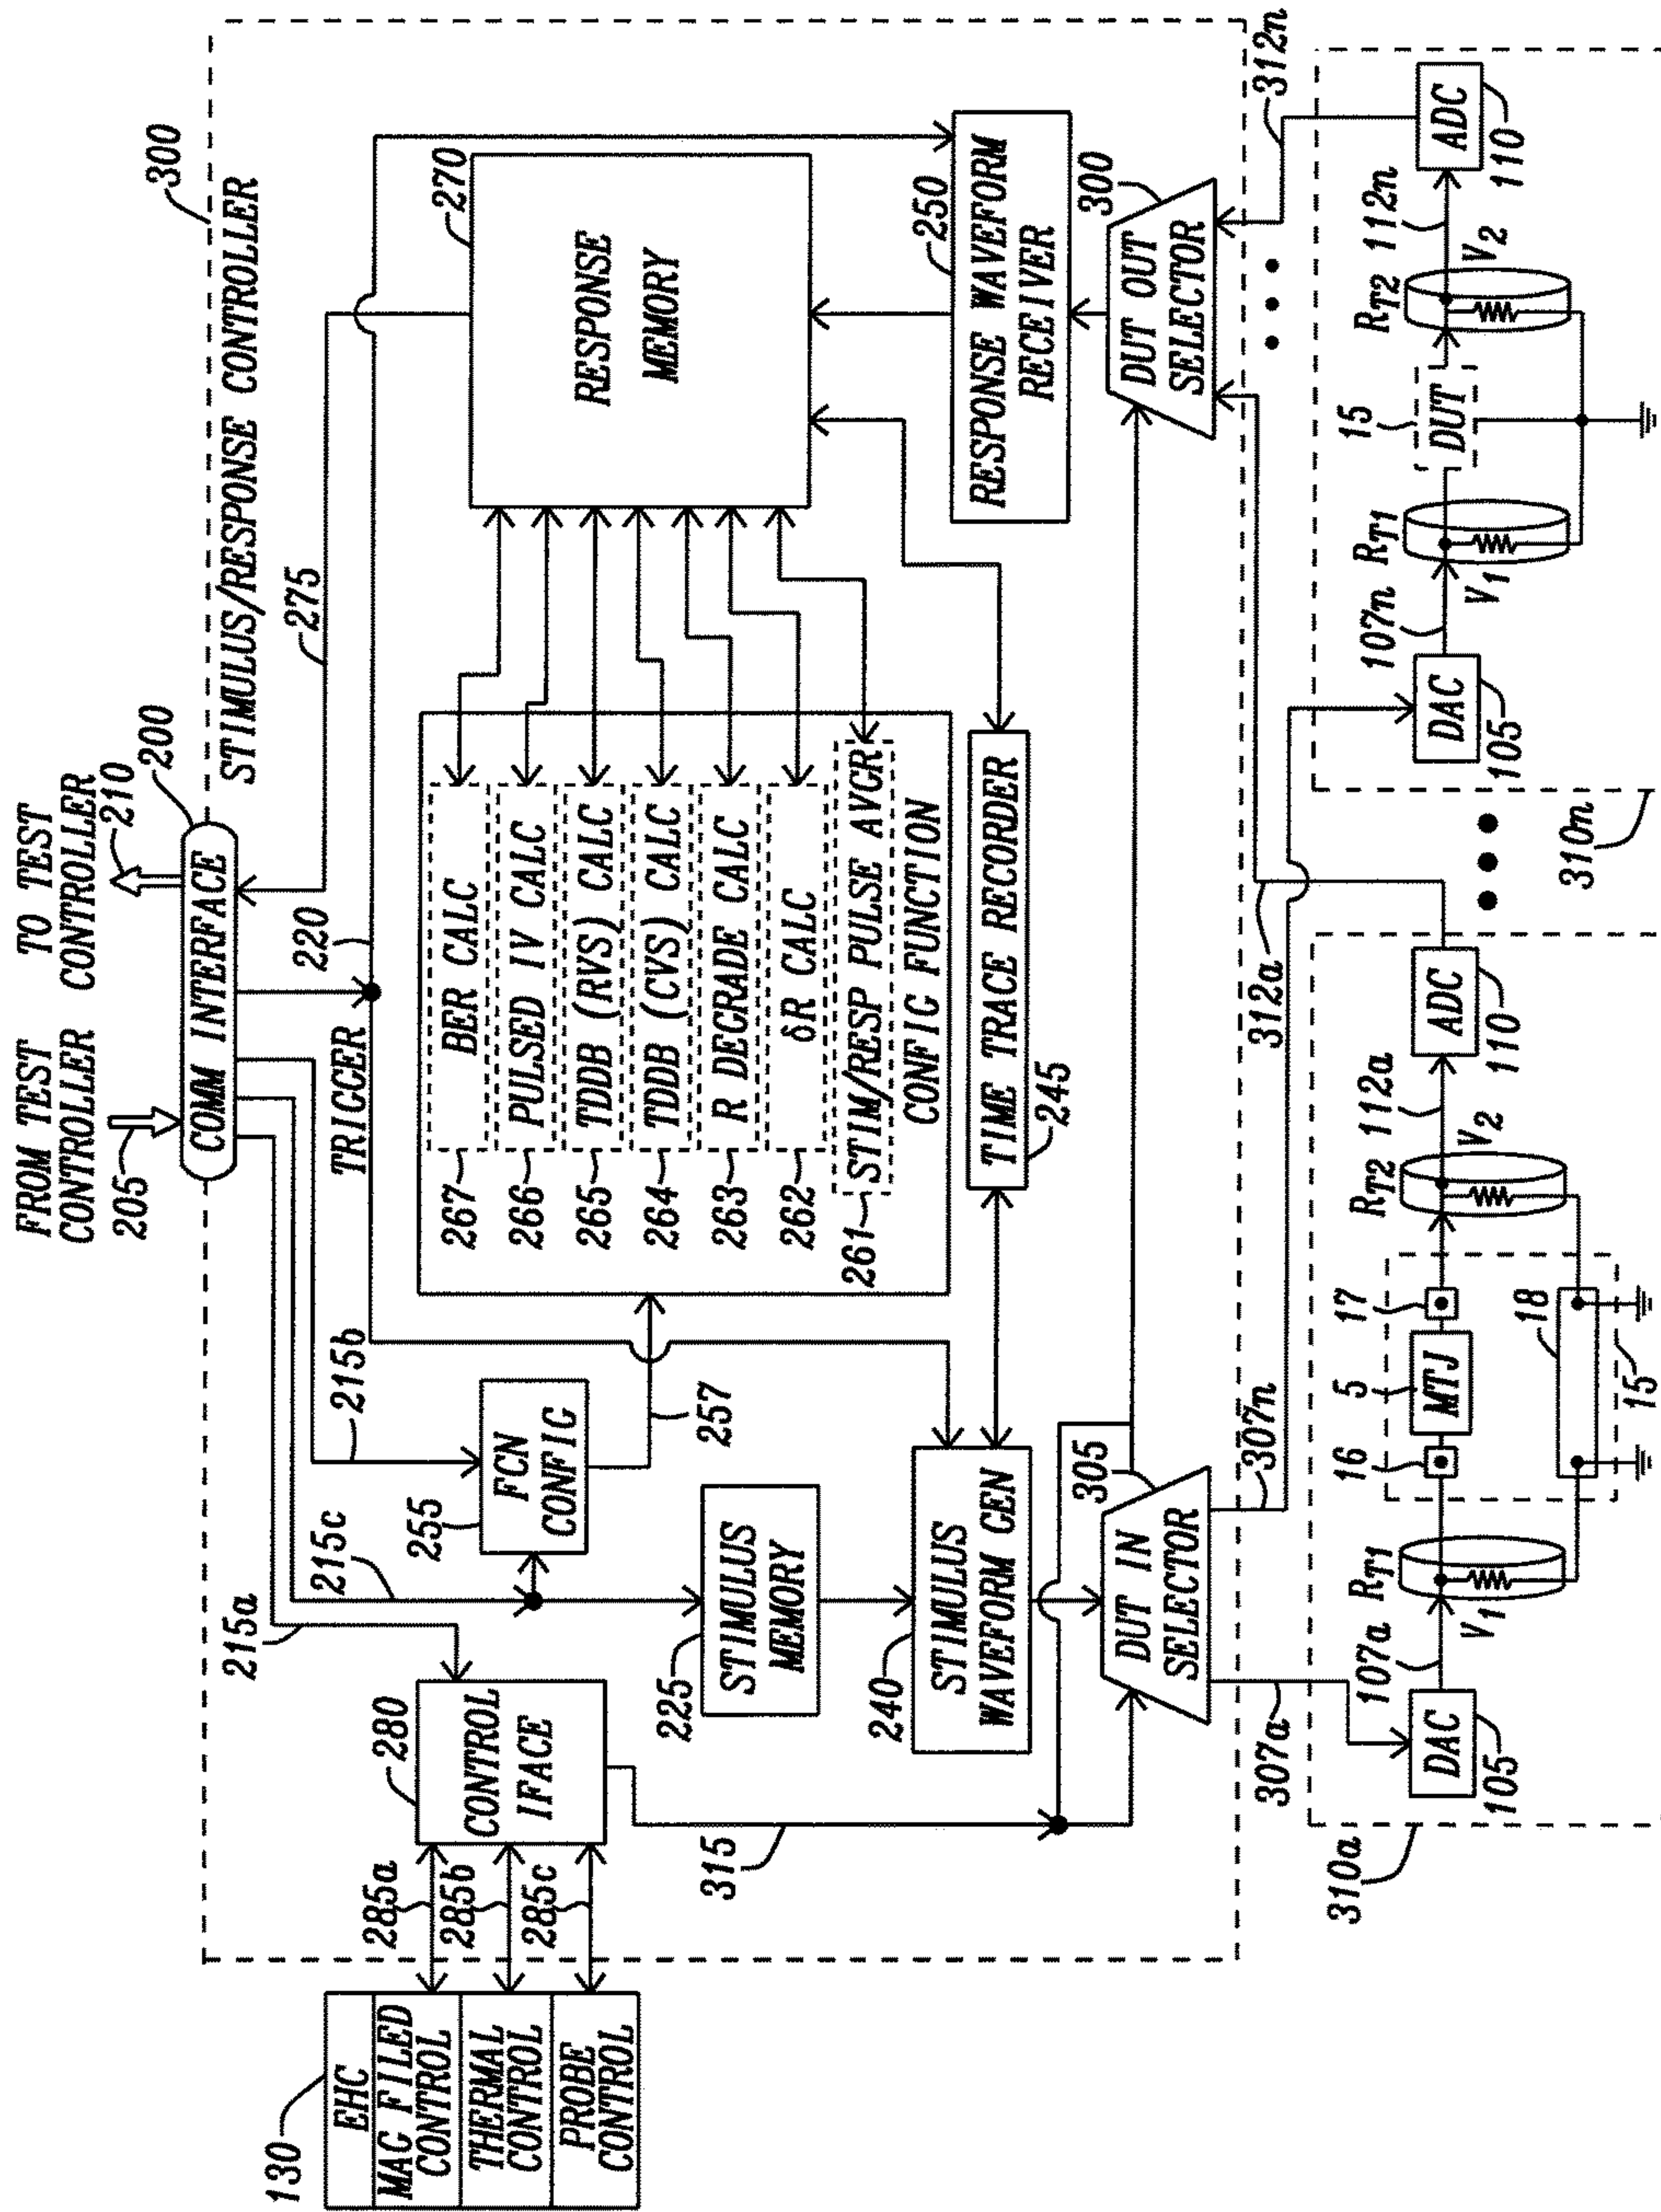 FROM TEST
CONTROLLER
205
TO TEST
CONTROLLER
210
COMM INTERFACE
200
300
STIMULUS/RESPONSE CONTROLLER
130
EHC
MAG FILED
CONTROL
THERMAL
CONTROL
PROBE
CONTROL
285a
285b
285c
280
CONTROL
IFACE
215a
215c
215b
TRIGGER
220
275
255
FCN
CONFIG
257
267
BER CALC
266
PULSED IV CALC
265
TDDB (RVS) CALC
264
TDDB (CVS) CALC
263
R DEGRADE CALC
262
δR CALC
261
STIM/RESP PULSE AVGR
CONFIG FUNCTION
270
RESPONSE
MEMORY
225
STIMULUS
MEMORY
240
STIMULUS
WAVEFORM GEN
TIME TRACE RECORDER
245
250
RESPONSE WAVEFORM
RECEIVER
315
305
DUT IN
SELECTOR
300
DUT OUT
SELECTOR
307a
307n
312a
312n
310a
DAC
105
107a
V1
RT1
16
5
MTJ
17
18
15
RT2
V2
112a
ADC
110
310n
DAC
105
107n
V1
RT1
15
DUT
RT2
V2
112n
ADC
110